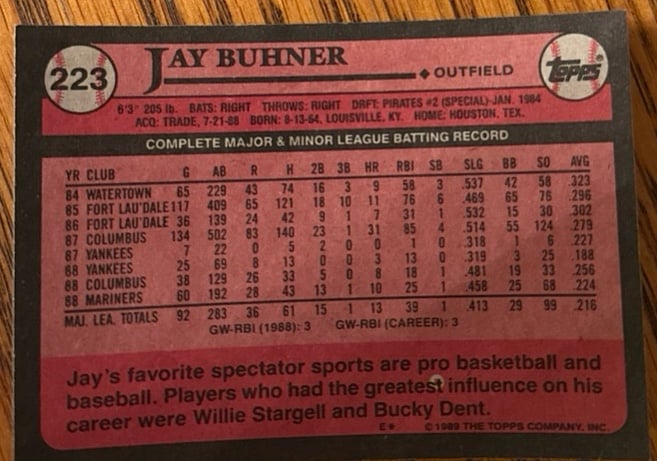 223
JAY BUHNER
OUTFIELD
TOPPS
6'3" 205 lb. BATS: RIGHT THROWS: RIGHT DRFT: PIRATES #2 (SPECIAL)-JAN. 1984
ACQ: TRADE, 7-21-88 BORN: 8-13-64, LOUISVILLE, KY. HOME: HOUSTON, TEX.
COMPLETE MAJOR & MINOR LEAGUE BATTING RECORD
YR CLUB G AB R H 2B 3B HR RBI SB SLG BB SO AVG
84 WATERTOWN 65 229 43 74 16 3 9 58 3 .537 42 58 .323
85 FORT LAU'DALE 117 409 65 121 18 10 11 76 6 .469 65 76 .296
86 FORT LAU'DALE 36 139 24 42 9 1 7 31 1 .532 15 30 .302
87 COLUMBUS 134 502 83 140 23 1 31 85 4 .514 55 124 .279
87 YANKEES 7 22 0 5 2 0 0 1 0 .318 1 6 .227
88 YANKEES 25 69 8 13 0 0 3 13 0 .319 3 25 .188
88 COLUMBUS 38 129 26 33 5 0 8 18 1 .481 19 33 .256
88 MARINERS 60 192 28 43 13 1 10 25 1 .458 25 68 .224
MAJ. LEA. TOTALS 92 283 36 61 15 1 13 39 1 .413 29 99 .216
GW-RBI (1988): 3 GW-RBI (CAREER): 3
Jay's favorite spectator sports are pro basketball and
baseball. Players who had the greatest influence on his
career were Willie Stargell and Bucky Dent.
E* © 1989 THE TOPPS COMPANY, INC.